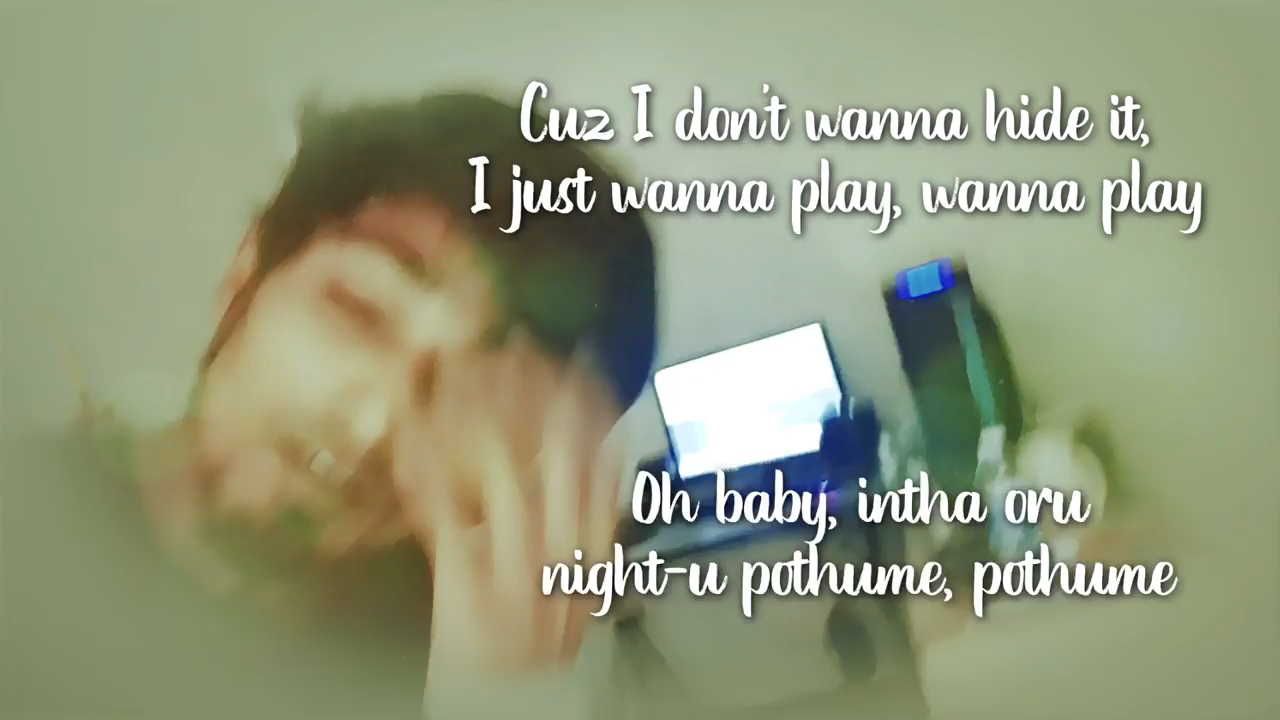 Cuz I don't wanna hide it,
I just wanna play, wanna play
Oh baby, intha oru
night-u pothume, pothume